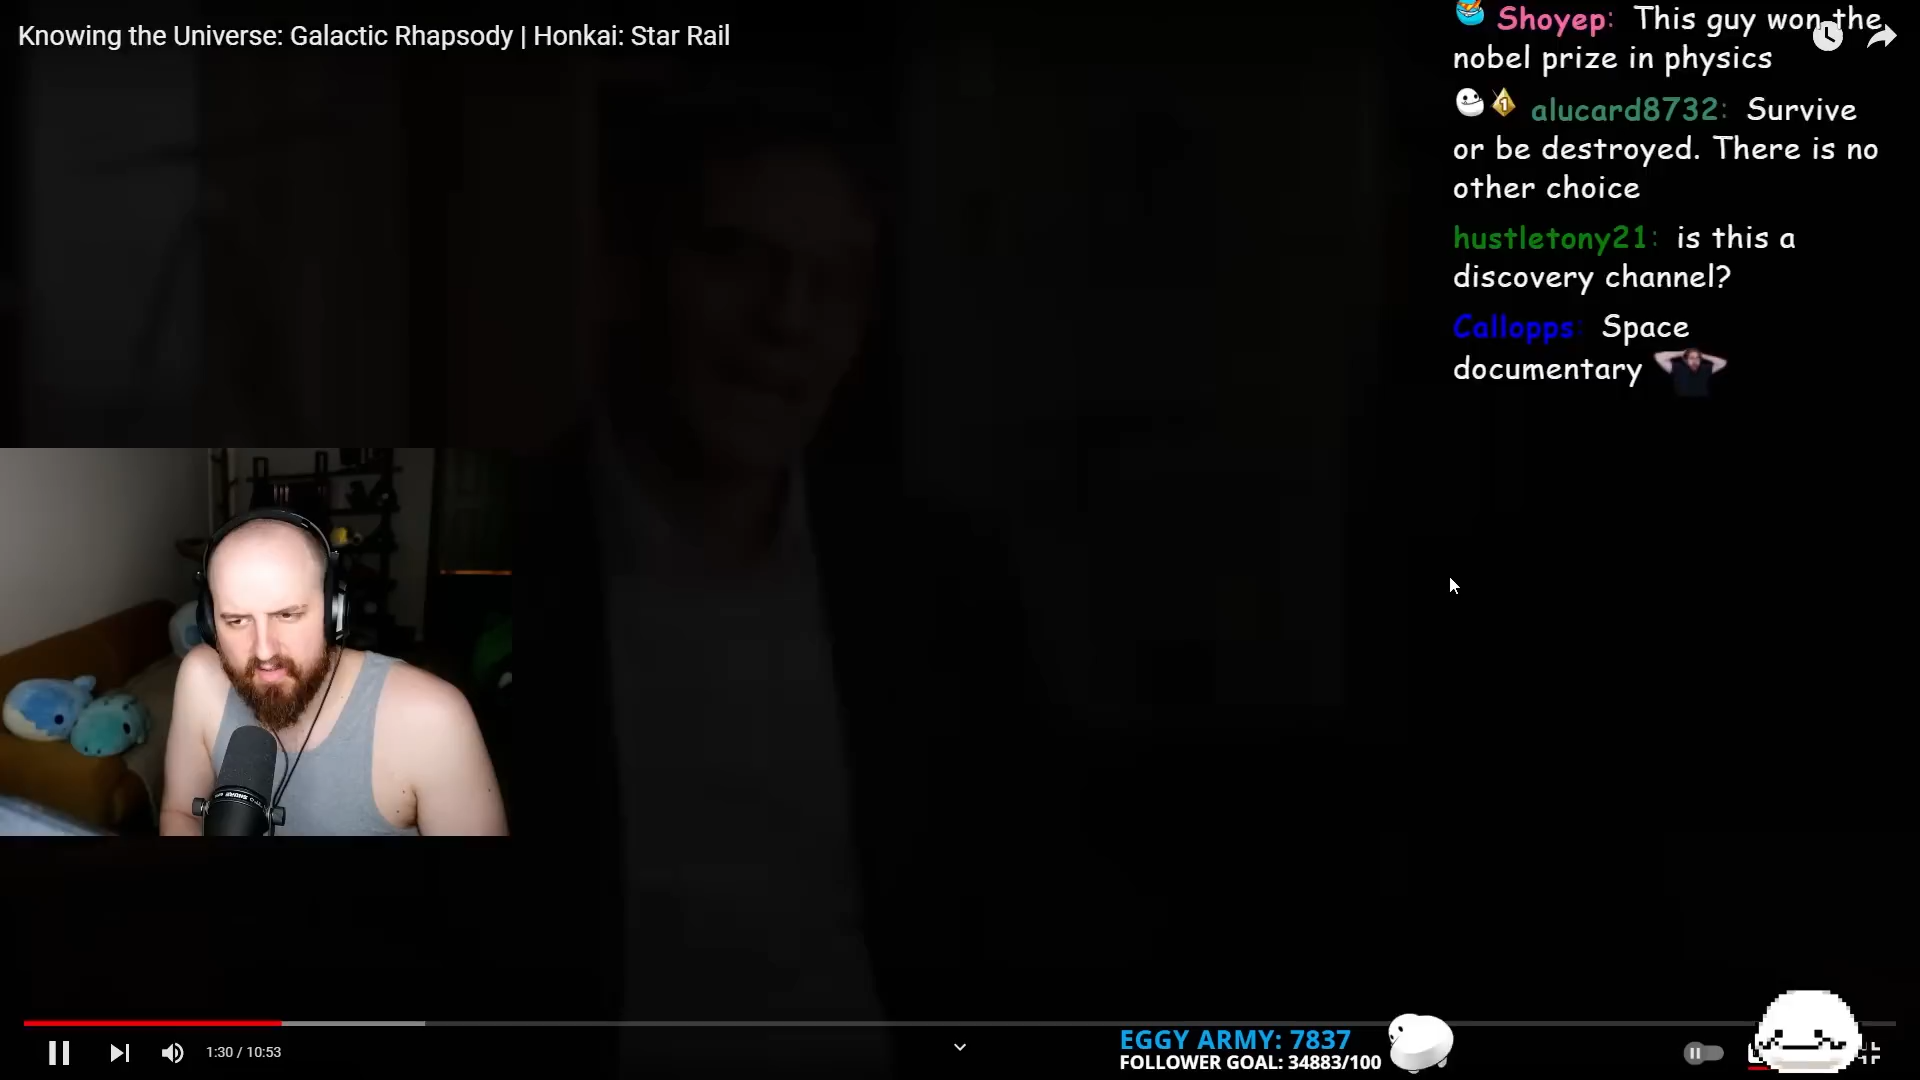 Knowing the Universe: Galactic Rhapsody | Honkai: Star Rail
Shoyep: This guy won the
nobel prize in physics
1 alucard8732: Survive
or be destroyed. There is no
other choice
hustletony21: is this a
discovery channel?
Callopps: Space
documentary
1:30 / 10:53
EGGY ARMY: 7837
FOLLOWER GOAL: 34883/100